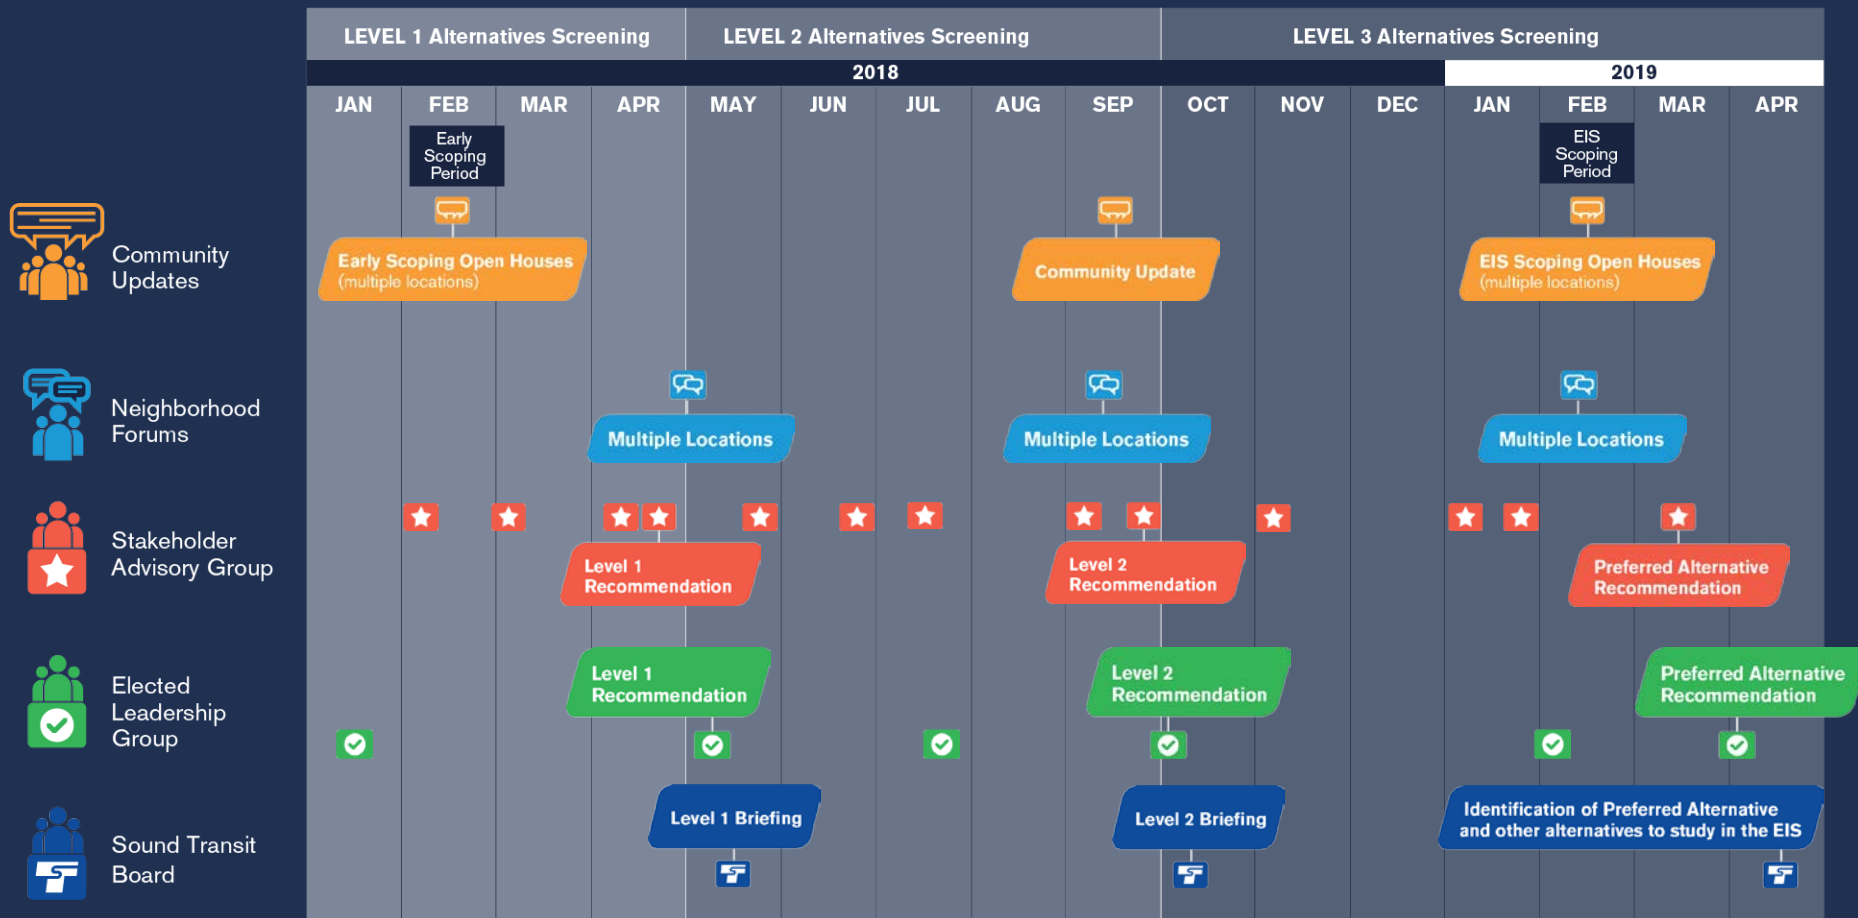 LEVEL 1 Alternatives Screening
LEVEL 2 Alternatives Screening
LEVEL 3 Alternatives Screening
2018
2019
JAN
FEB
MAR
APR
MAY
JUN
JUL
AUG
SEP
OCT
NOV
DEC
JAN
FEB
MAR
APR
Early
Scoping
Period
EIS
Scoping
Period
Community
Updates
Early Scoping Open Houses
(multiple locations)
Community Update
EIS Scoping Open Houses
(multiple locations)
Neighborhood
Forums
Multiple Locations
Multiple Locations
Multiple Locations
Stakeholder
Advisory Group
Level 1
Recommendation
Level 2
Recommendation
Preferred Alternative
Recommendation
Elected
Leadership
Group
Level 1
Recommendation
Level 2
Recommendation
Preferred Alternative
Recommendation
Sound Transit
Board
Level 1 Briefing
Level 2 Briefing
Identification of Preferred Alternative
and other alternatives to study in the EIS